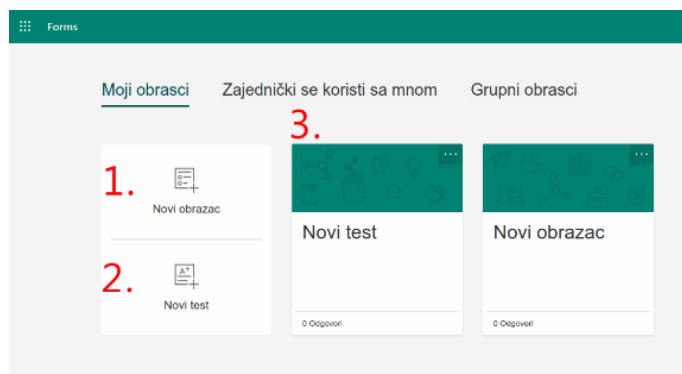 Forms
Moji obrasci Zajednički se koristi sa mnom Grupni obrasci
3.
1.
Novi obrazac
2.
A+
Novi test
Novi test
0 Odgovori
Novi obrazac
0 Odgovori